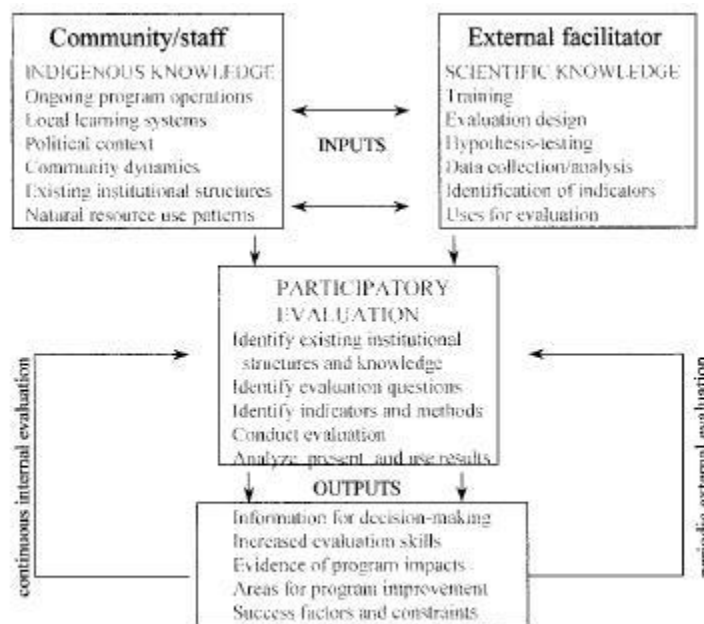 Community/staff
INDIGENOUS KNOWLEDGE
Ongoing program operations
Local learning systems
Political context
Community dynamics
Existing institutional structures
Natural resource use patterns
INPUTS
External facilitator
SCIENTIFIC KNOWLEDGE
Training
Evaluation design
Hypothesis-testing
Data collection/analysis
Identification of indicators
Uses for evaluation
PARTICIPATORY
EVALUATION
Identify existing institutional
structures and knowledge
Identify evaluation questions
Identify indicators and methods
Conduct evaluation
Analyze, present, and use results
OUTPUTS
Information for decision-making
Increased evaluation skills
Evidence of program impacts
Areas for program improvement
Success factors and constraints
continuous internal evaluation
periodic external evaluation